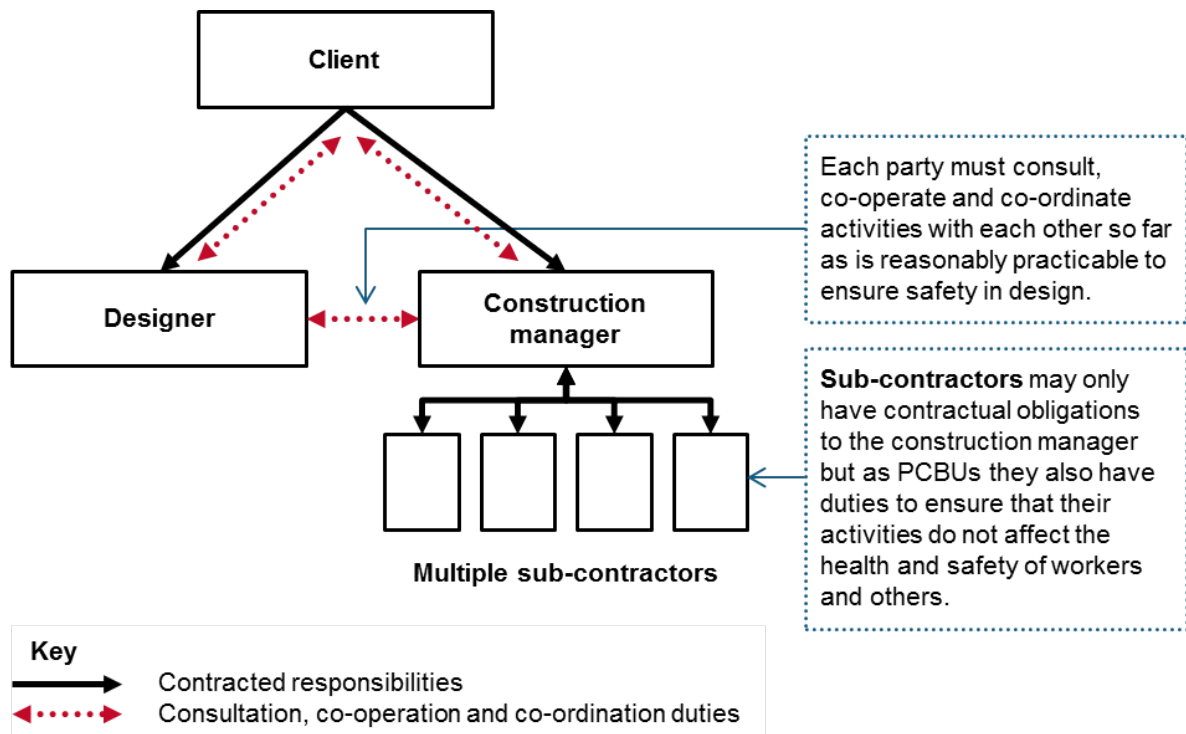 Client
Each party must consult,
co-operate and co-ordinate
activities with each other so far
as is reasonably practicable to
ensure safety in design.
Designer
Construction
manager
Sub-contractors may only
have contractual obligations
to the construction manager
but as PCBUs they also have
duties to ensure that their
activities do not affect the
health and safety of workers
and others.
Multiple sub-contractors
Key
Contracted responsibilities
Consultation, co-operation and co-ordination duties